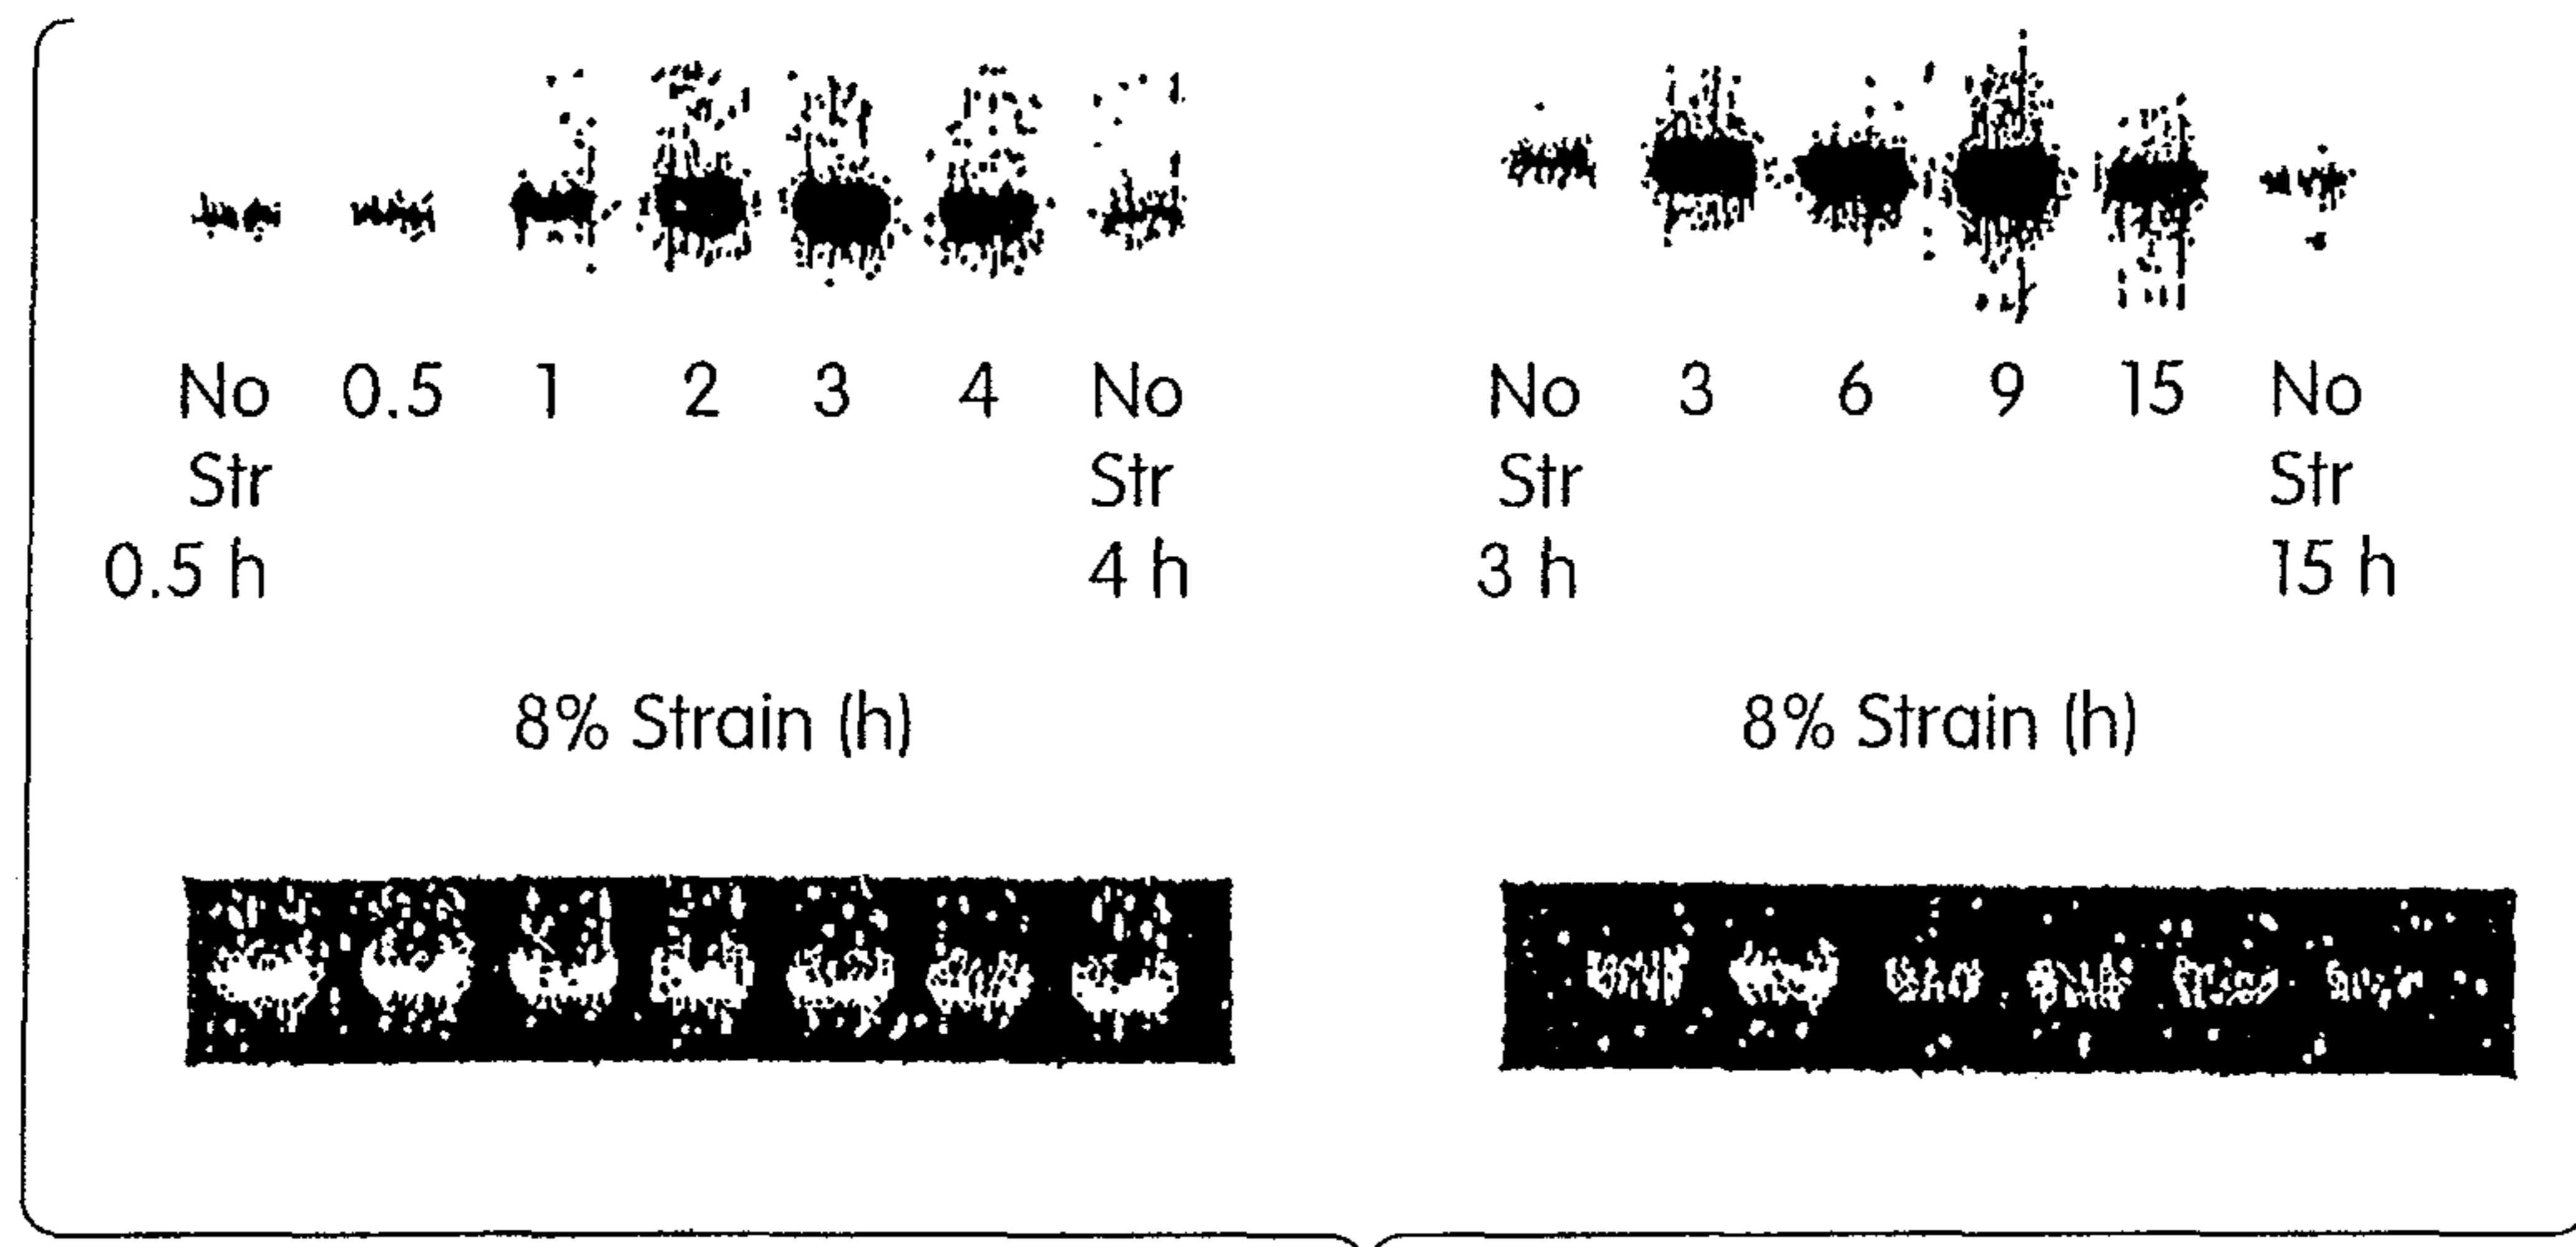 No 0.5 1 2 3 4 No
Str Str
0.5 h 4 h
8% Strain (h)
No 3 6 9 15 No
Str Str
3 h 15 h
8% Strain (h)